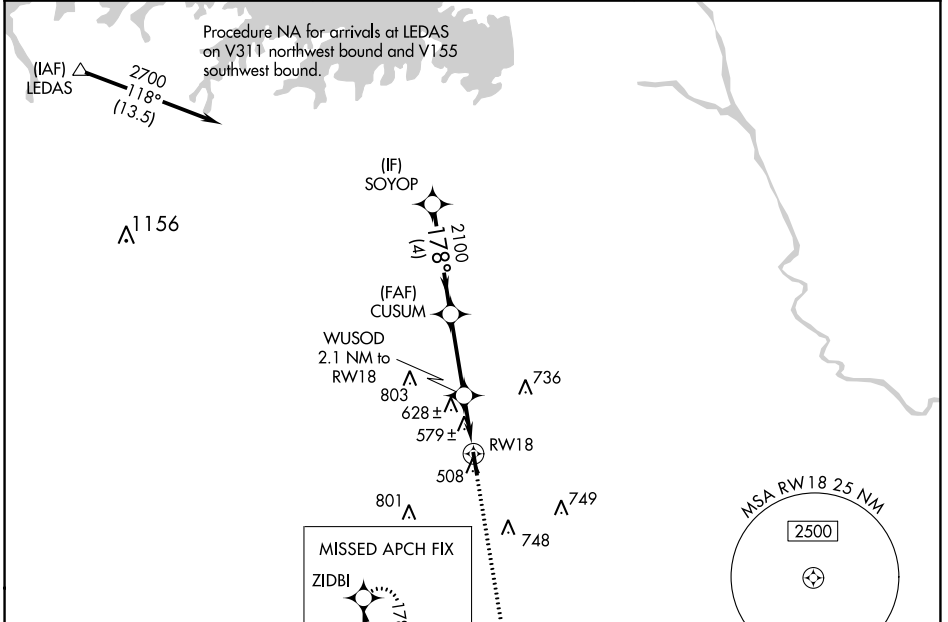 Procedure NA for arrivals at LEDAS
on V311 northwest bound and V155
southwest bound.
(IAF)
LEDAS
2700
118°
(13.5)
1156
(IF)
SOYOP
2100
178°
(4)
(FAF)
CUSUM
WUSOD
2.1 NM to
RW18
803
736
628±
579±
RW18
508
801
749
748
MSA RW18 25 NM
2500
MISSED APCH FIX
ZIDBI